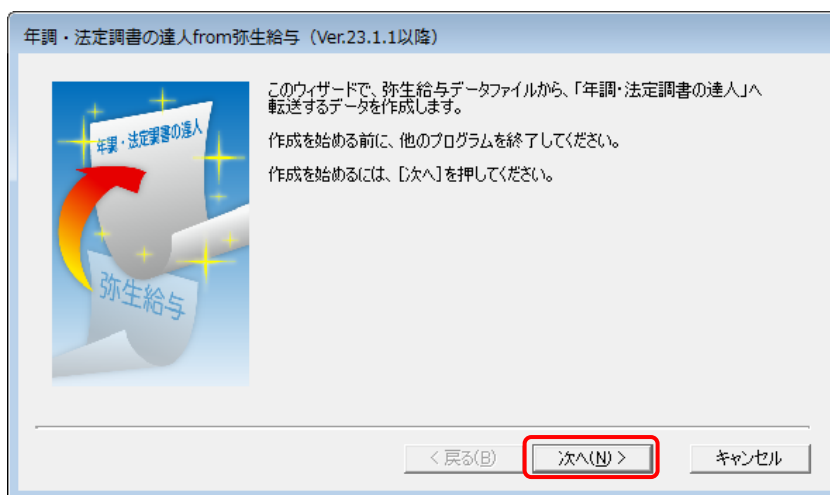 年調・法定調書の達人from弥生給与（Ver.23.1.1以降）
このウィザードで、弥生給与データファイルから、「年調・法定調書の達人」へ
転送するデータを作成します。
作成を始める前に、他のプログラムを終了してください。
作成を始めるには、[次へ]を押してください。
年調・法定調書の達人
弥生給与
< 戻る(B)
次へ(N) >
キャンセル